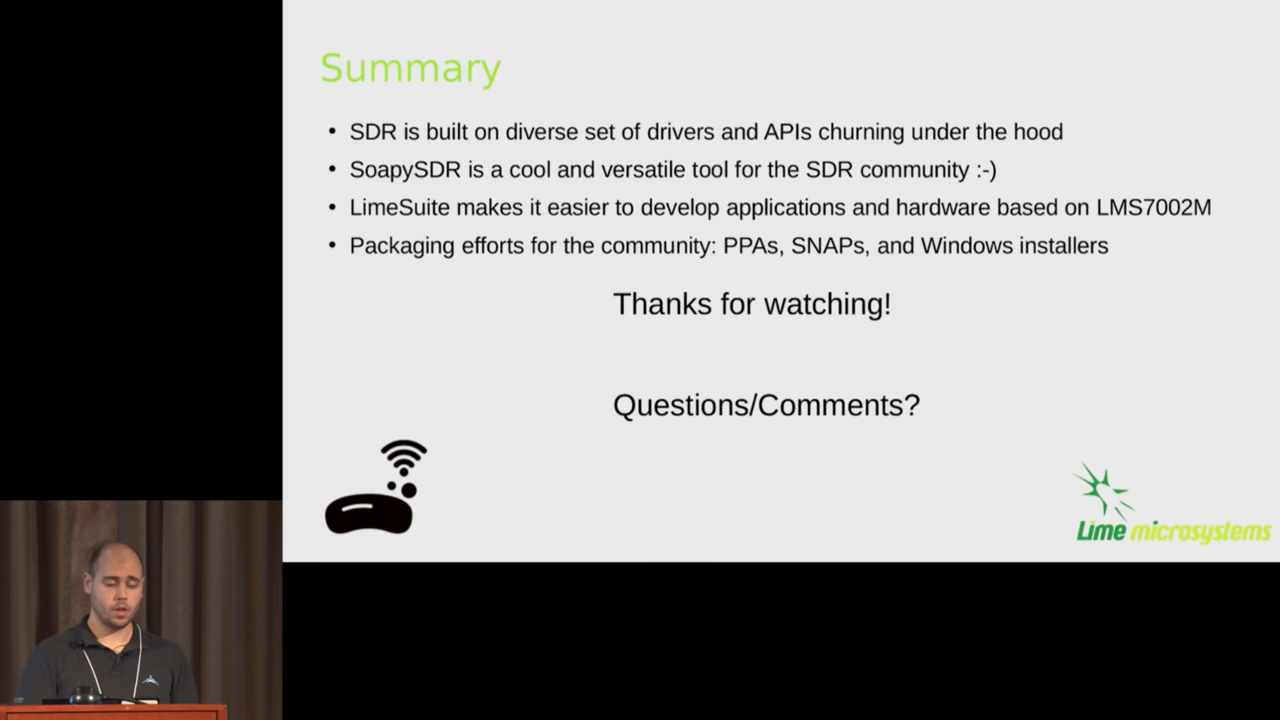 Summary
• SDR is built on diverse set of drivers and APIs churning under the hood
• SoapySDR is a cool and versatile tool for the SDR community :-)
• LimeSuite makes it easier to develop applications and hardware based on LMS7002M
• Packaging efforts for the community: PPAs, SNAPs, and Windows installers
Thanks for watching!
Questions/Comments?
Lime microsystems